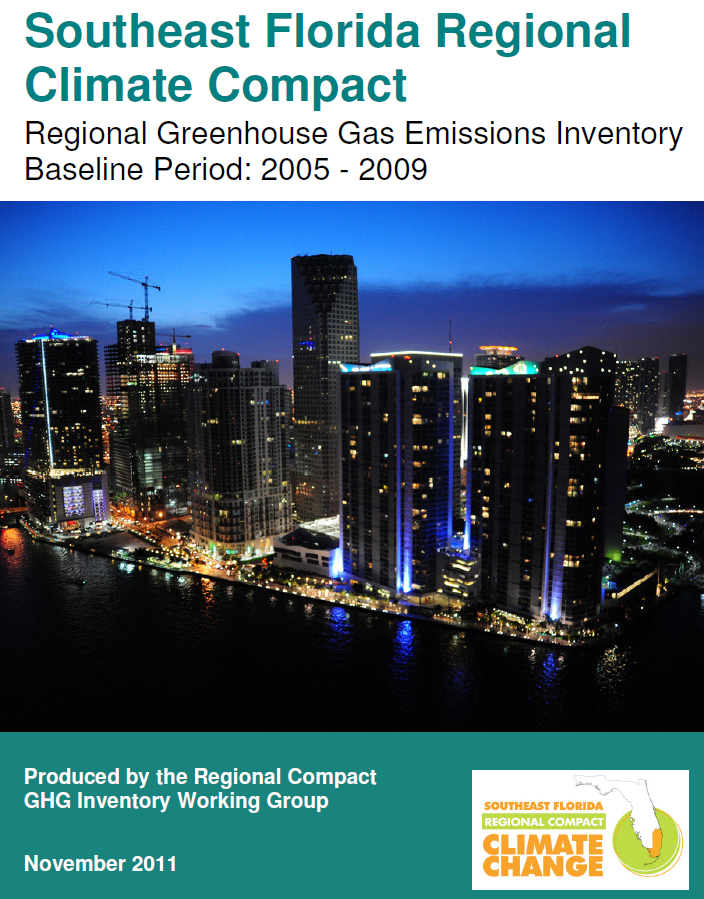 Southeast Florida Regional
Climate Compact
Regional Greenhouse Gas Emissions Inventory
Baseline Period: 2005 - 2009
Produced by the Regional Compact
GHG Inventory Working Group
November 2011
SOUTHEAST FLORIDA
REGIONAL COMPACT
CLIMATE
CHANGE